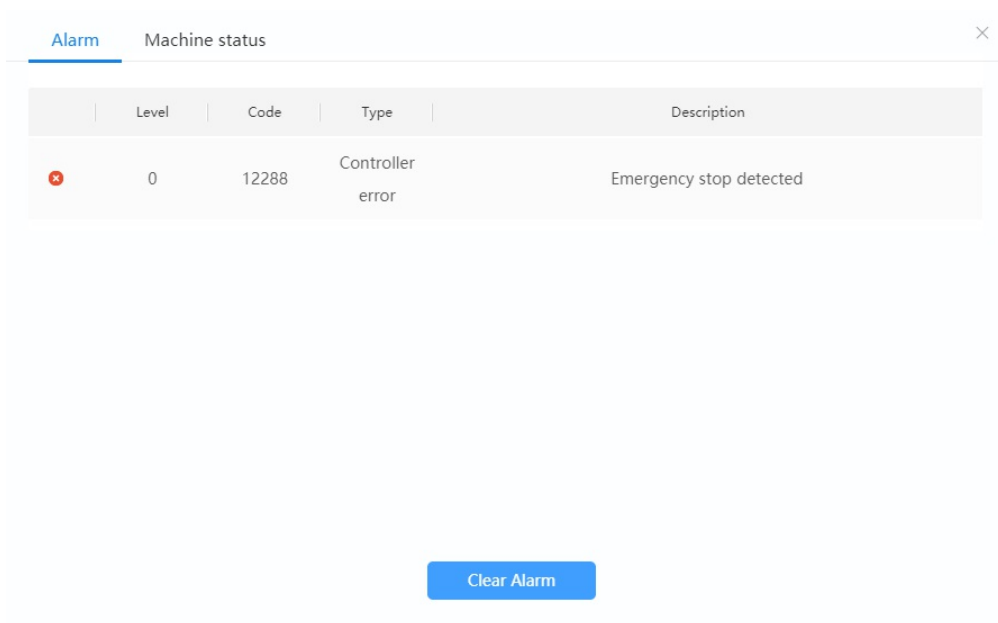 Alarm Machine status
Level Code Type Description
0 12288 Controller error Emergency stop detected
Clear Alarm